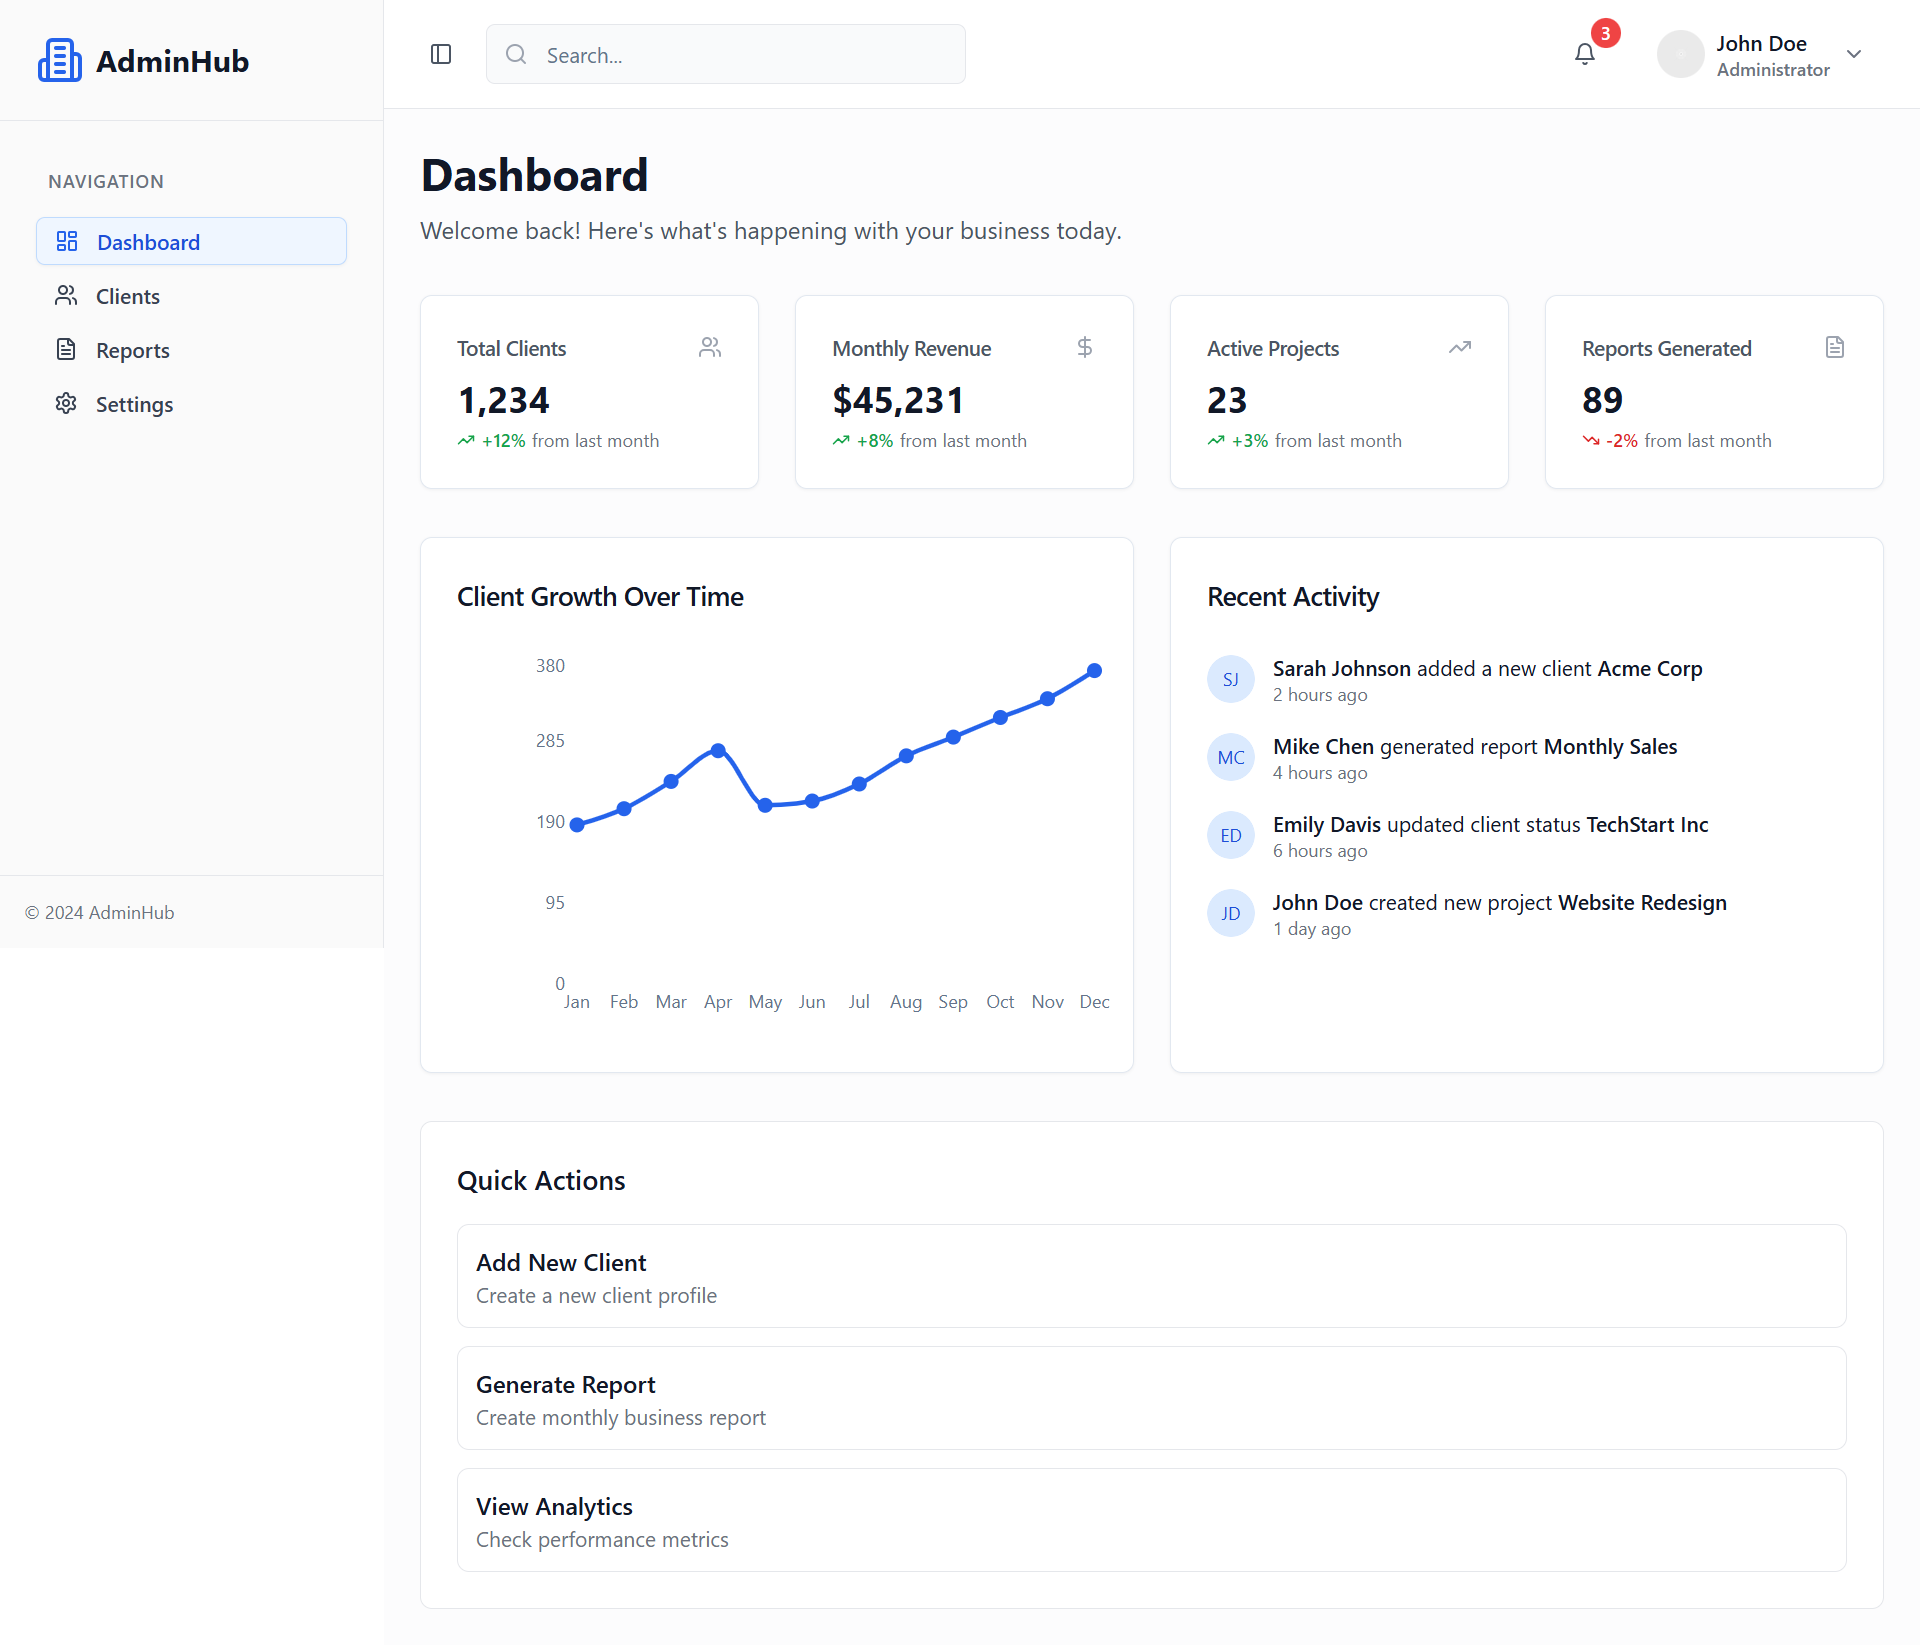 AdminHub
Search...
3
John Doe
Administrator
NAVIGATION
Dashboard
Clients
Reports
Settings
© 2024 AdminHub
Dashboard
Welcome back! Here's what's happening with your business today.
Total Clients
1,234
+12% from last month
Monthly Revenue
$45,231
+8% from last month
Active Projects
23
+3% from last month
Reports Generated
89
-2% from last month
Client Growth Over Time
380
285
190
95
0
Jan Feb Mar Apr May Jun Jul Aug Sep Oct Nov Dec
Recent Activity
SJ
Sarah Johnson added a new client Acme Corp
2 hours ago
MC
Mike Chen generated report Monthly Sales
4 hours ago
ED
Emily Davis updated client status TechStart Inc
6 hours ago
JD
John Doe created new project Website Redesign
1 day ago
Quick Actions
Add New Client
Create a new client profile
Generate Report
Create monthly business report
View Analytics
Check performance metrics